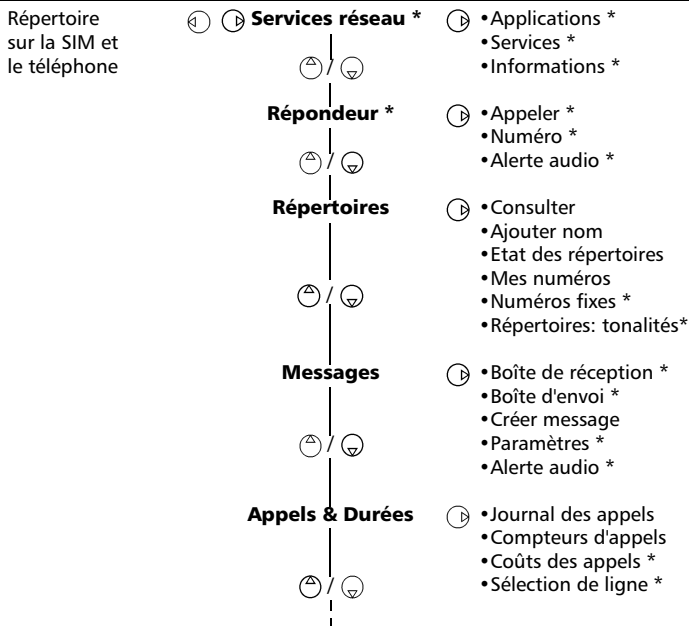 Répertoire
sur la SIM et
le téléphone
Services réseau *
•Applications *
•Services *
•Informations *
/
Répondeur *
•Appeler *
•Numéro *
•Alerte audio *
/
Répertoires
•Consulter
•Ajouter nom
•Etat des répertoires
•Mes numéros
•Numéros fixes *
•Répertoires: tonalités*
/
Messages
•Boîte de réception *
•Boîte d'envoi *
•Créer message
•Paramètres *
•Alerte audio *
/
Appels & Durées
•Journal des appels
•Compteurs d'appels
•Coûts des appels *
•Sélection de ligne *
/